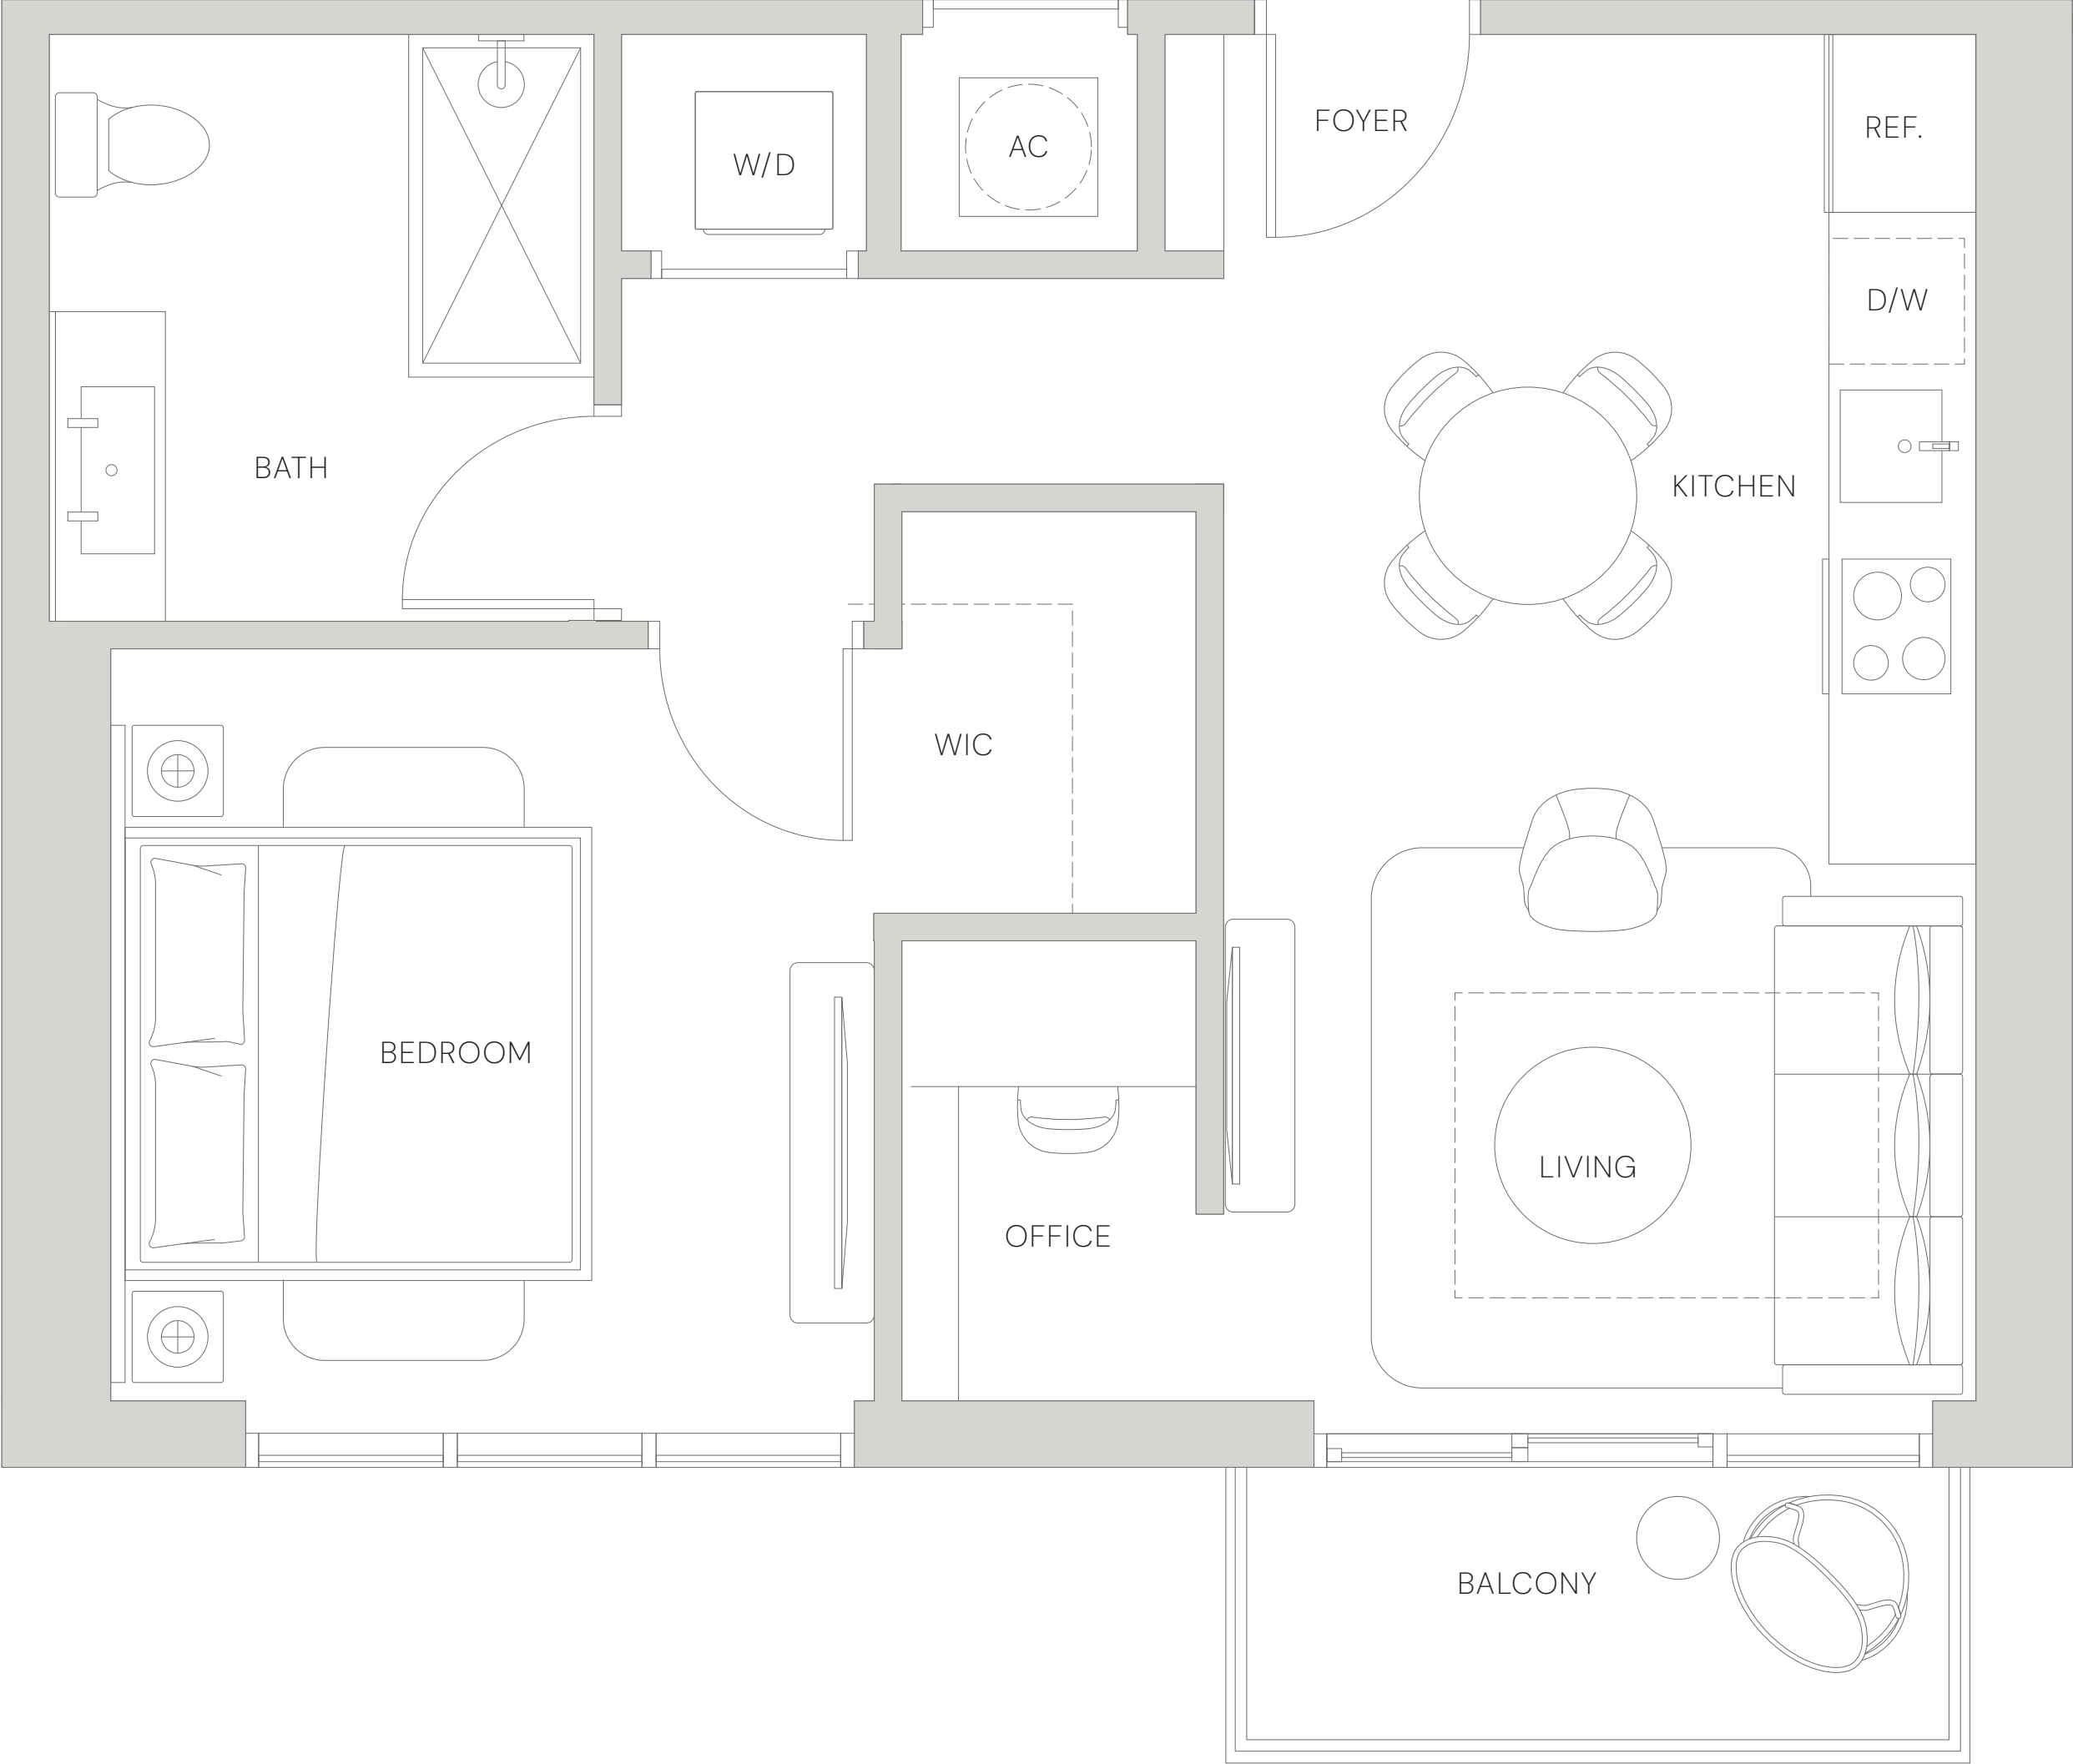 FOYER
REF.
AC
W/D
D/W
BATH
KITCHEN
WIC
BEDROOM
LIVING
OFFICE
BALCONY